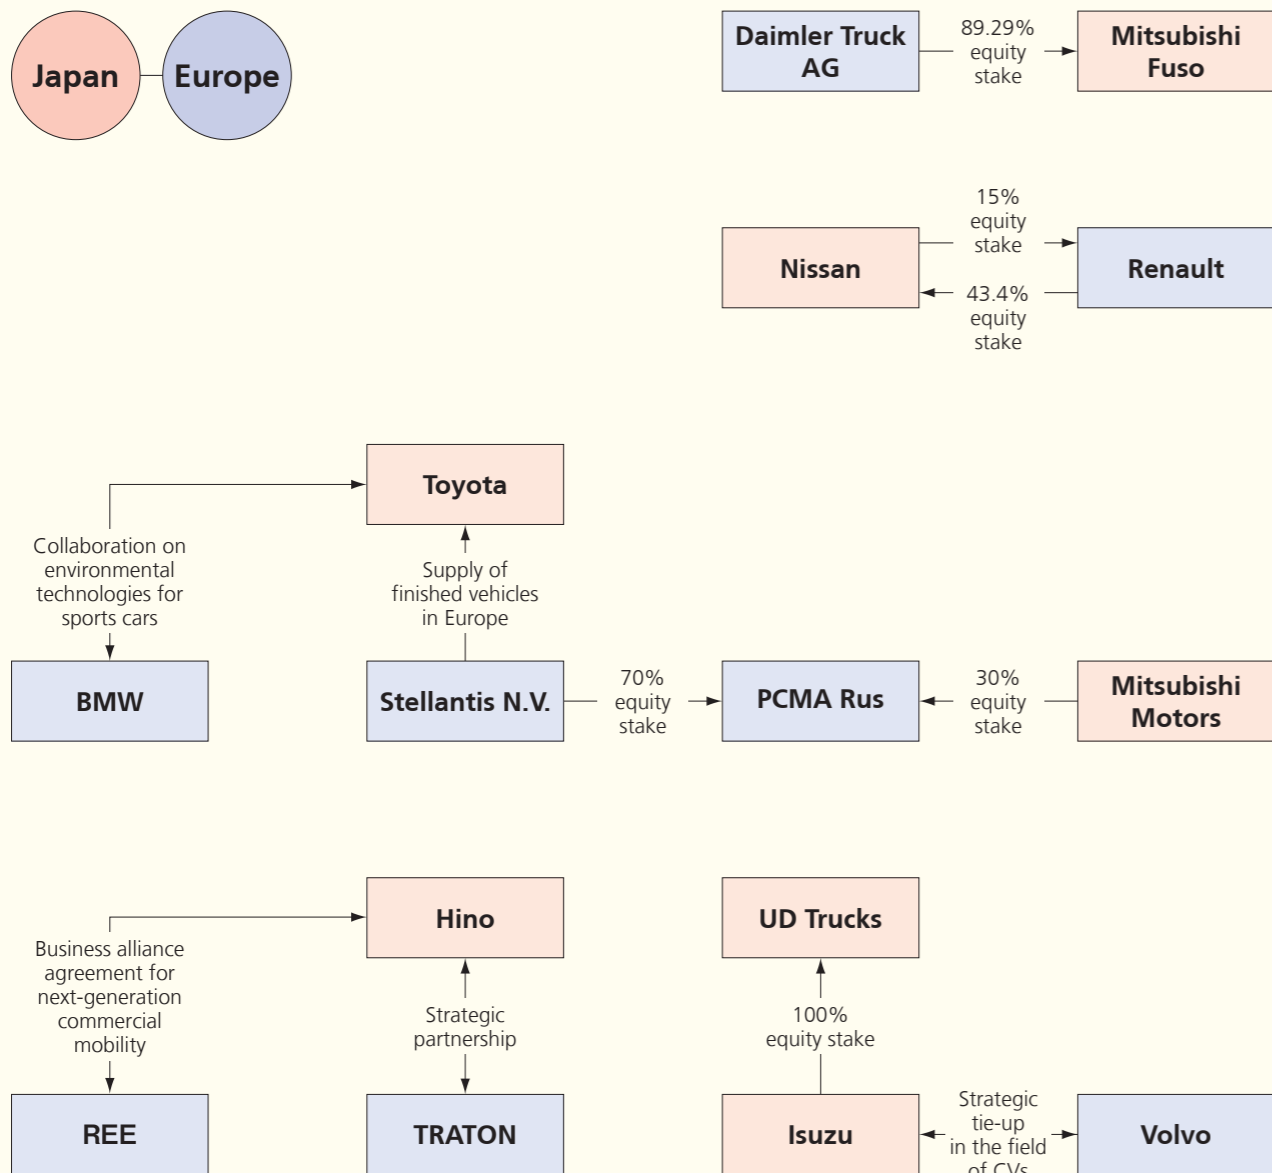 Japan
Europe
Daimler Truck
AG
89.29%
equity
stake
Mitsubishi
Fuso
Nissan
15%
equity
stake
43.4%
equity
stake
Renault
Toyota
Collaboration on
environmental
technologies for
sports cars
Supply of
finished vehicles
in Europe
BMW
Stellantis N.V.
70%
equity
stake
PCMA Rus
30%
equity
stake
Mitsubishi
Motors
Hino
UD Trucks
Business alliance
agreement for
next-generation
commercial
mobility
Strategic
partnership
100%
equity stake
REE
TRATON
Isuzu
Strategic
tie-up
in the field
of CVs
Volvo